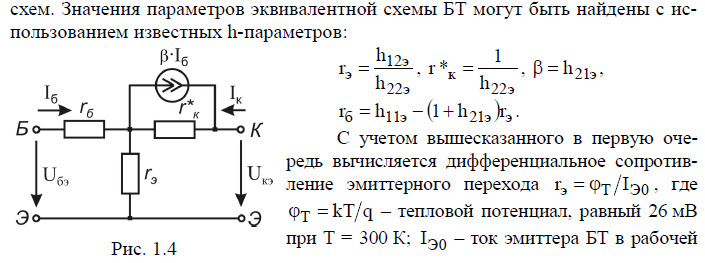 схем. Значения параметров эквивалентной схемы БТ могут быть найдены с ис-
пользованием известных h-параметров:
β·Iб
Iб
rб
r*к
Iк
Б
К
Uбэ
rэ
Uкэ
Э
Э
Рис. 1.4
rэ = h12э/h22э, r*к = 1/h22э, β = h21э,
rб = h11э − (1 + h21э)rэ.
С учетом вышесказанного в первую оче-
редь вычисляется дифференциальное сопротив-
ление эмиттерного перехода rэ = φT/IЭ0, где
φT = kT/q – тепловой потенциал, равный 26 мВ
при T = 300 К; IЭ0 – ток эмиттера БТ в рабочей